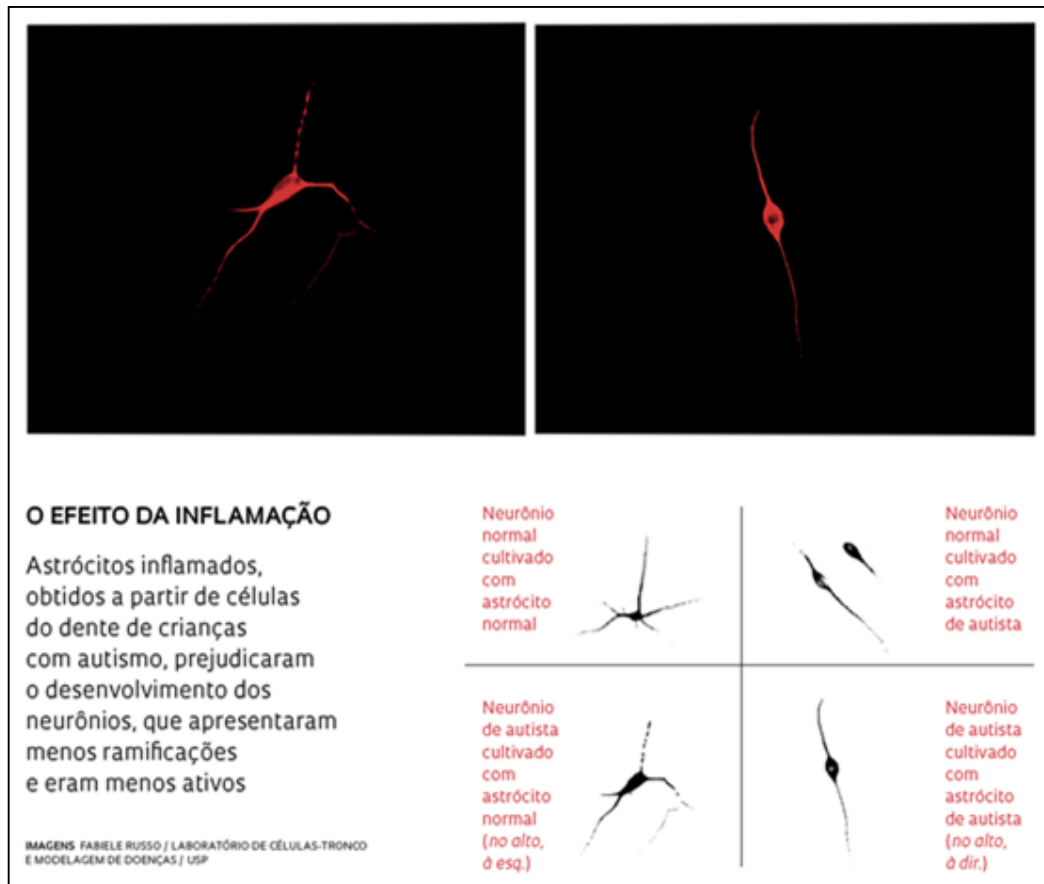 O EFEITO DA INFLAMAÇÃO
Astrócitos inflamados,
obtidos a partir de células
do dente de crianças
com autismo, prejudicaram
o desenvolvimento dos
neurônios, que apresentaram
menos ramificações
e eram menos ativos
IMAGENS FABIELE RUSSO / LABORATÓRIO DE CÉLULAS-TRONCO
E MODELAGEM DE DOENÇAS / USP
Neurônio
normal
cultivado
com
astrócito
normal
Neurônio
normal
cultivado
com
astrócito
de autista
Neurônio
de autista
cultivado
com
astrócito
normal
(no alto,
à esq.)
Neurônio
de autista
cultivado
com
astrócito
de autista
(no alto,
à dir.)